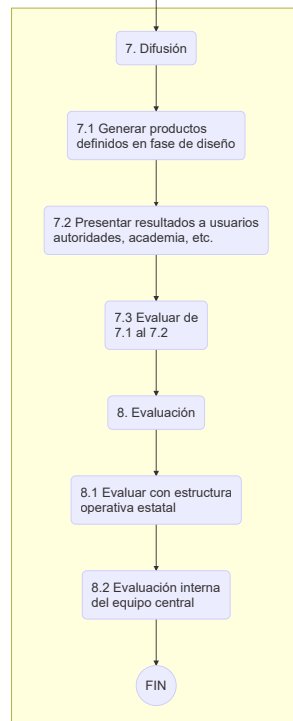 7. Difusión
7.1 Generar productos
definidos en fase de diseño
7.2 Presentar resultados a usuarios
autoridades, academia, etc.
7.3 Evaluar de
7.1 al 7.2
8. Evaluación
8.1 Evaluar con estructura
operativa estatal
8.2 Evaluación interna
del equipo central
FIN